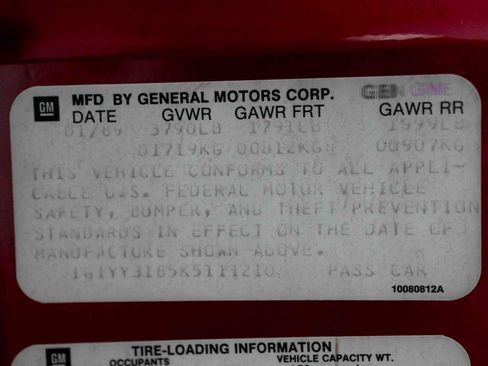 GM MFD BY GENERAL MOTORS CORP. GEN GME
DATE GVWR GAWR FRT GAWR RR
01/89 3790LB 1791LB 1999LB
01719KG 00812KG 00907KG
THIS VEHICLE CONFORMS TO ALL APPLI-
CABLE U.S. FEDERAL MOTOR VEHICLE
SAFETY, BUMPER, AND THEFT PREVENTION
STANDARDS IN EFFECT ON THE DATE OF
MANUFACTURE SHOWN ABOVE.
1G1YY3185K5111210 PASS CAR
10080812A
GM TIRE-LOADING INFORMATION
OCCUPANTS VEHICLE CAPACITY WT.